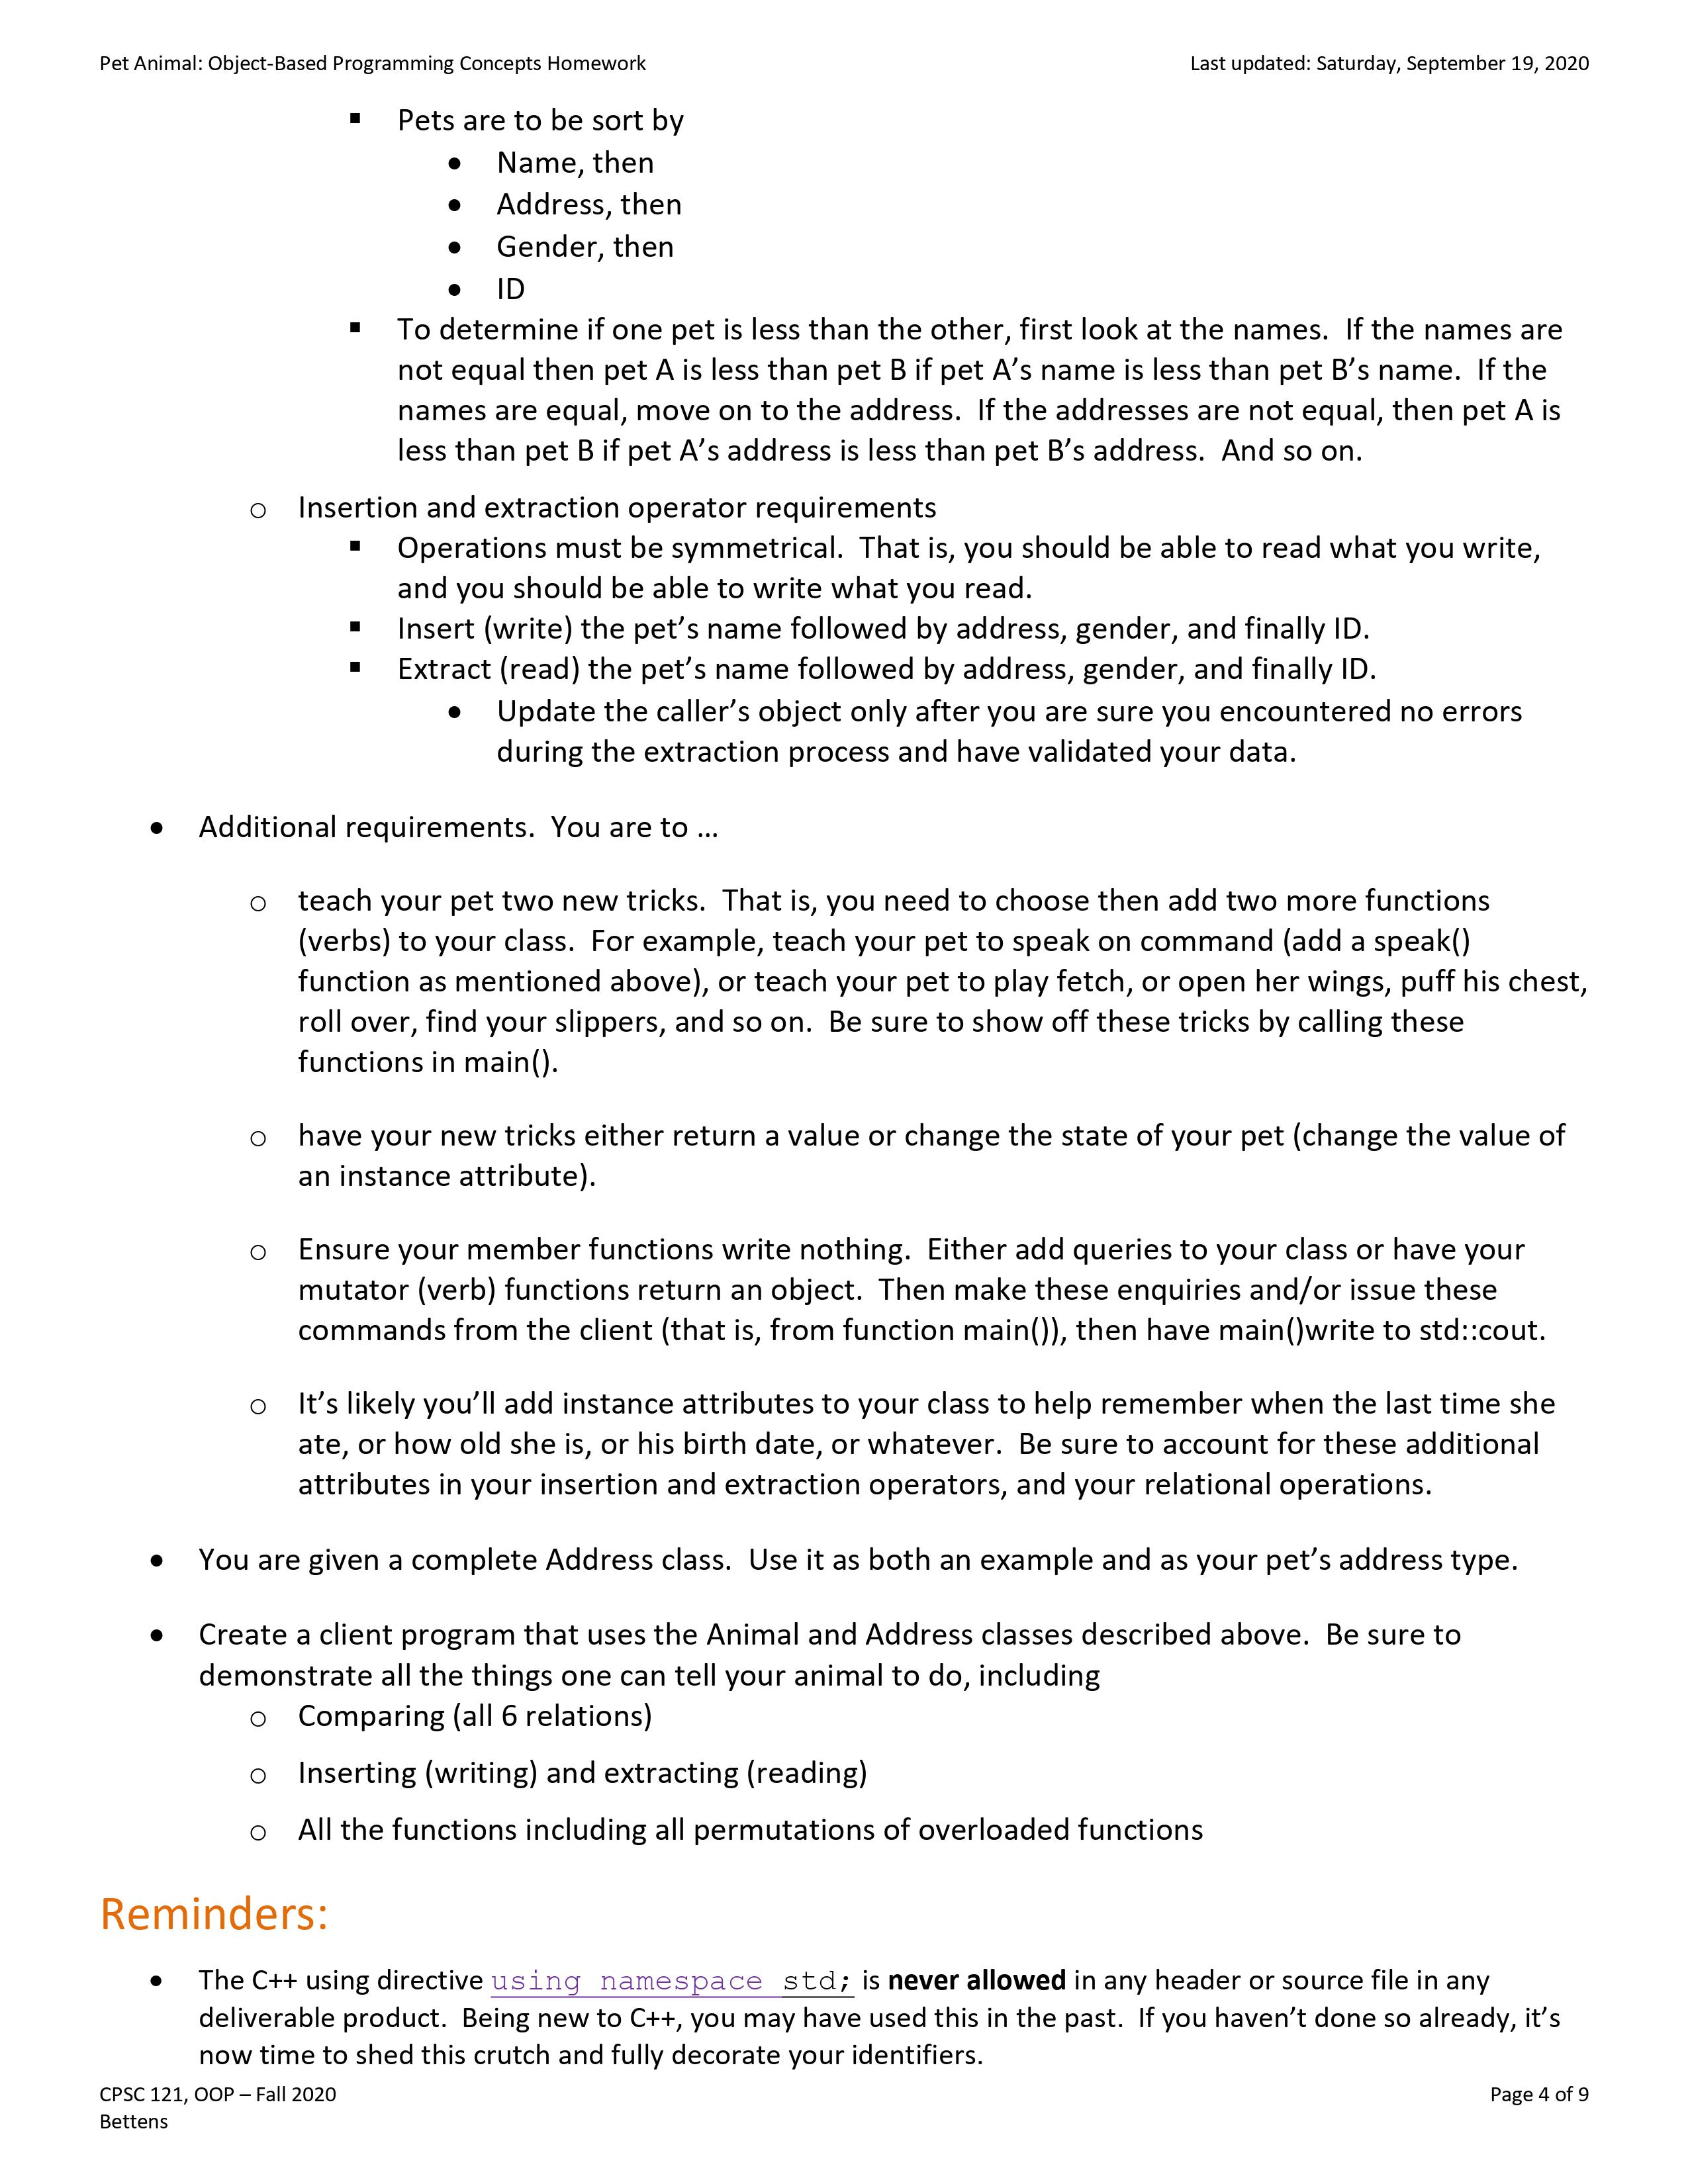 Pet Animal: Object-Based Programming Concepts Homework
Last updated: Saturday, September 19, 2020
▪ Pets are to be sort by
• Name, then
• Address, then
• Gender, then
• ID
▪ To determine if one pet is less than the other, first look at the names.  If the names are
not equal then pet A is less than pet B if pet A’s name is less than pet B’s name.  If the
names are equal, move on to the address.  If the addresses are not equal, then pet A is
less than pet B if pet A’s address is less than pet B’s address.  And so on.
o Insertion and extraction operator requirements
▪ Operations must be symmetrical.  That is, you should be able to read what you write,
and you should be able to write what you read.
▪ Insert (write) the pet’s name followed by address, gender, and finally ID.
▪ Extract (read) the pet’s name followed by address, gender, and finally ID.
• Update the caller’s object only after you are sure you encountered no errors
during the extraction process and have validated your data.
• Additional requirements.  You are to …
o teach your pet two new tricks.  That is, you need to choose then add two more functions
(verbs) to your class.  For example, teach your pet to speak on command (add a speak()
function as mentioned above), or teach your pet to play fetch, or open her wings, puff his chest,
roll over, find your slippers, and so on.  Be sure to show off these tricks by calling these
functions in main().
o have your new tricks either return a value or change the state of your pet (change the value of
an instance attribute).
o Ensure your member functions write nothing.  Either add queries to your class or have your
mutator (verb) functions return an object.  Then make these enquiries and/or issue these
commands from the client (that is, from function main()), then have main()write to std::cout.
o It’s likely you’ll add instance attributes to your class to help remember when the last time she
ate, or how old she is, or his birth date, or whatever.  Be sure to account for these additional
attributes in your insertion and extraction operators, and your relational operations.
• You are given a complete Address class.  Use it as both an example and as your pet’s address type.
• Create a client program that uses the Animal and Address classes described above.  Be sure to
demonstrate all the things one can tell your animal to do, including
o Comparing (all 6 relations)
o Inserting (writing) and extracting (reading)
o All the functions including all permutations of overloaded functions
Reminders:
• The C++ using directive using namespace std; is never allowed in any header or source file in any
deliverable product.  Being new to C++, you may have used this in the past.  If you haven’t done so already, it’s
now time to shed this crutch and fully decorate your identifiers.
CPSC 121, OOP – Fall 2020
Page 4 of 9
Bettens